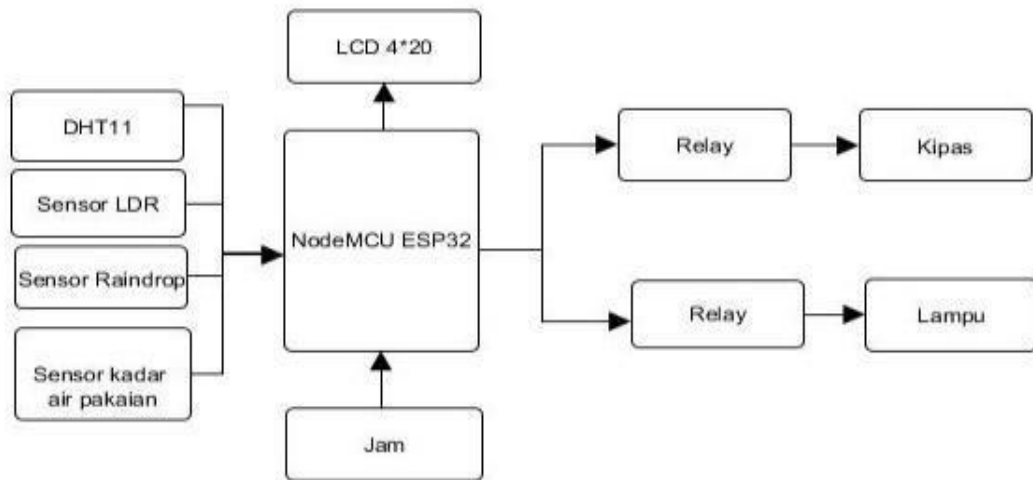 LCD 4*20
DHT11
Sensor LDR
Sensor Raindrop
Sensor kadar
air pakaian
NodeMCU ESP32
Jam
Relay
Kipas
Relay
Lampu